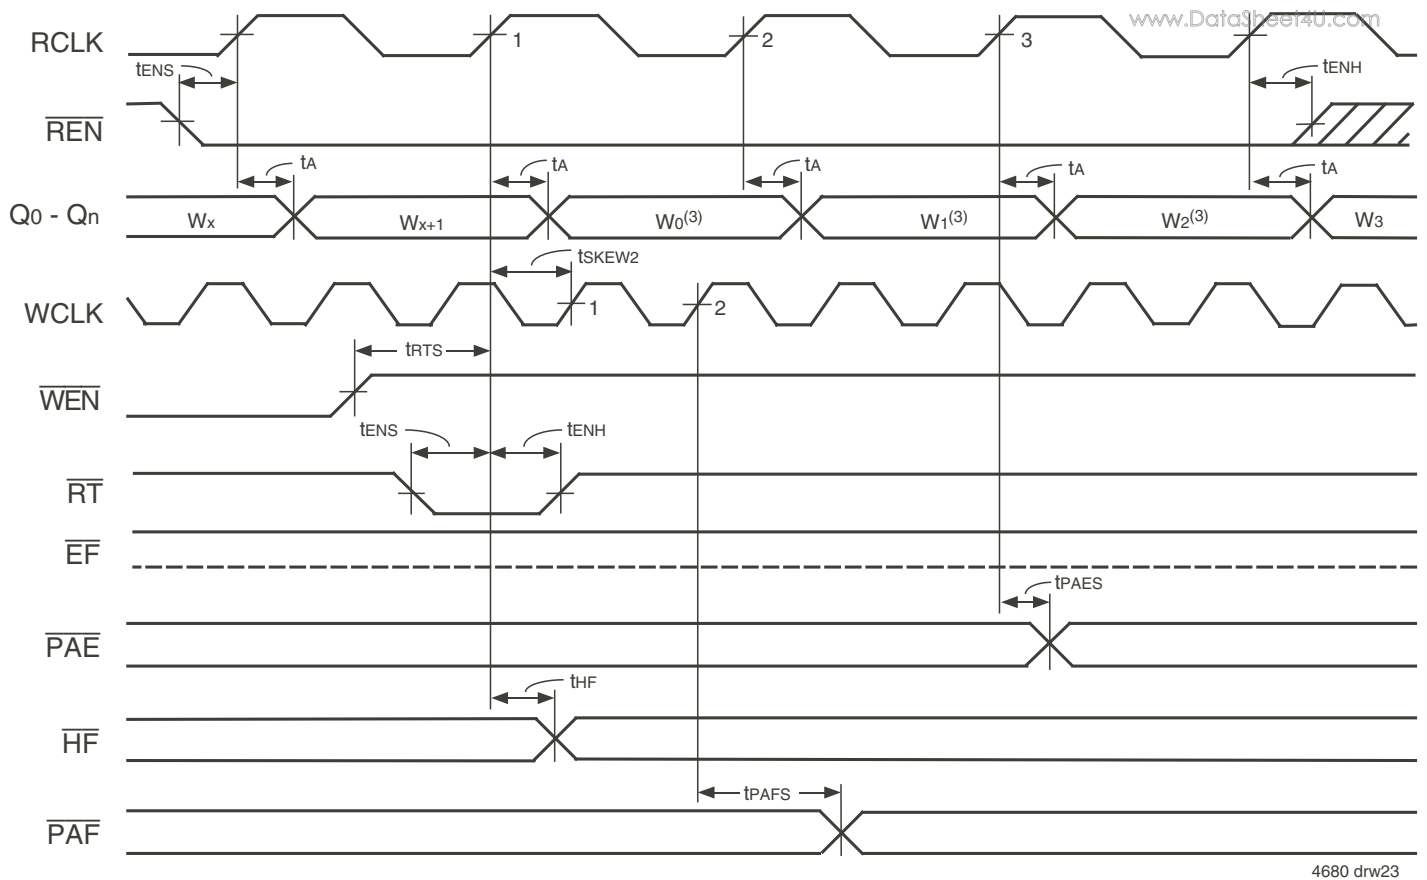 www.DataSheet4U.com
RCLK 1 2 3
tENS tENH
REN
tA tA tA tA tA
Q0 - Qn Wx Wx+1 W0(3) W1(3) W2(3) W3
tSKEW2
WCLK 1 2
tRTS
WEN
tENS tENH
RT
EF
tPAES
PAE
tHF
HF
tPAFS
PAF
4680 drw23